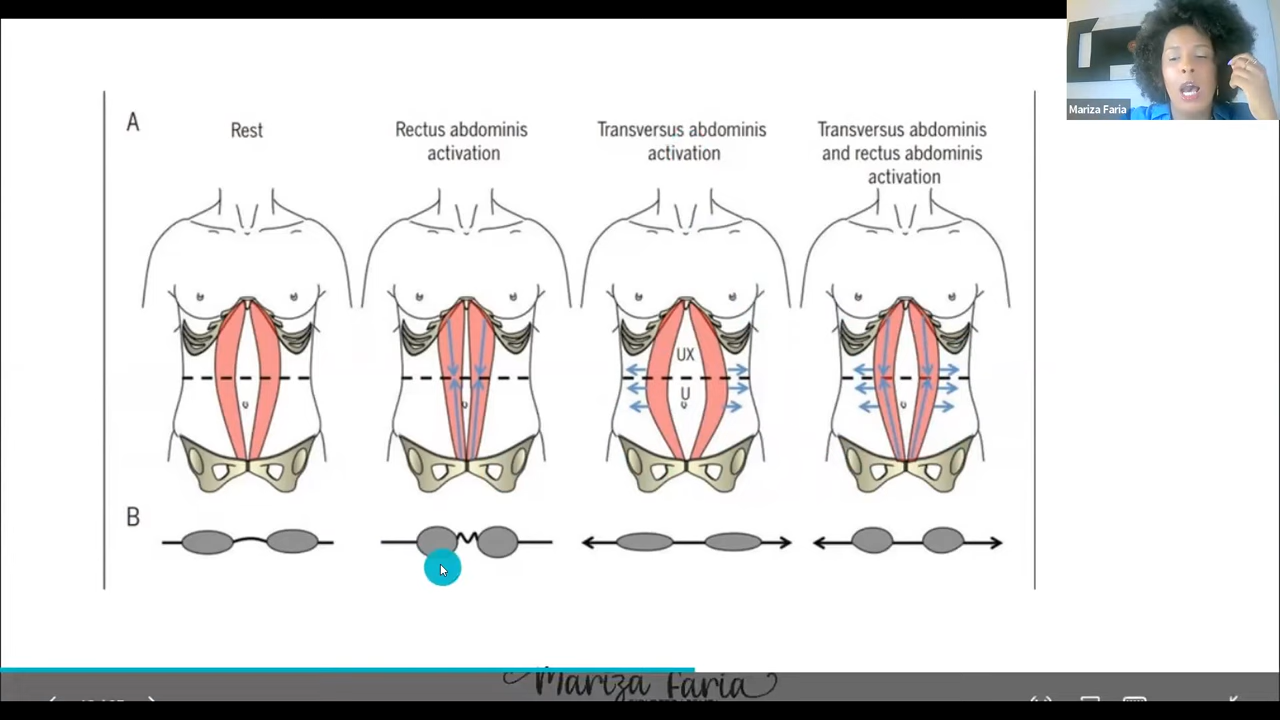 Mariza Faria
A
Rest
Rectus abdominis
activation
Transversus abdominis
activation
Transversus abdominis
and rectus abdominis
activation
UX
U
B
Mariza Faria